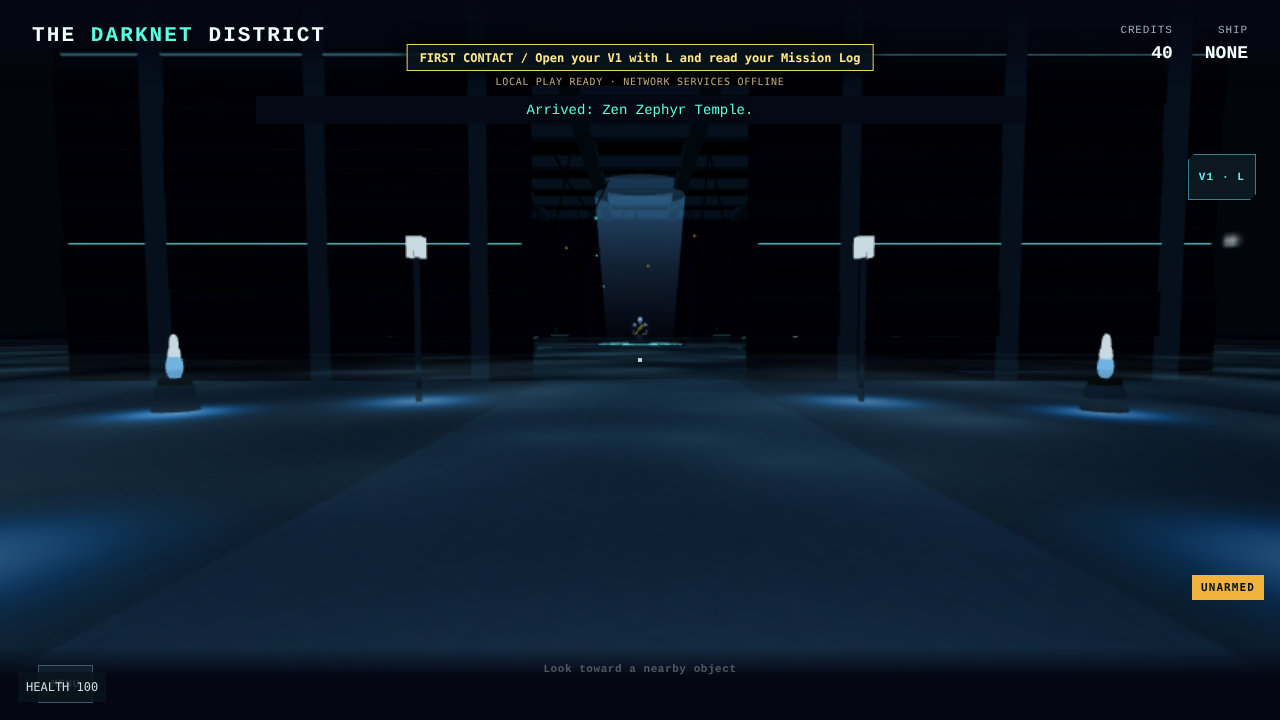 THE DARKNET DISTRICT
CREDITS
40
SHIP
NONE
FIRST CONTACT / Open your V1 with L and read your Mission Log
LOCAL PLAY READY · NETWORK SERVICES OFFLINE
Arrived: Zen Zephyr Temple.
V1 · L
UNARMED
Look toward a nearby object
HEALTH 100